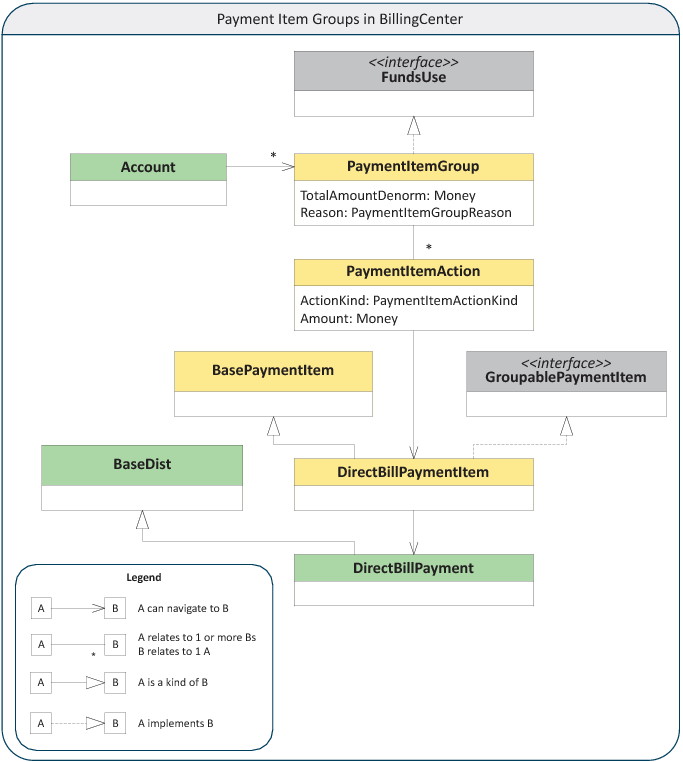 Payment Item Groups in BillingCenter
<<interface>>
FundsUse
*
Account
PaymentItemGroup
TotalAmountDenorm: Money
Reason: PaymentItemGroupReason
*
PaymentItemAction
ActionKind: PaymentItemActionKind
Amount: Money
BasePaymentItem
<<interface>>
GroupablePaymentItem
BaseDist
DirectBillPaymentItem
DirectBillPayment
Legend
A B A can navigate to B
A B A relates to 1 or more Bs
* B relates to 1 A
A B A is a kind of B
A B A implements B